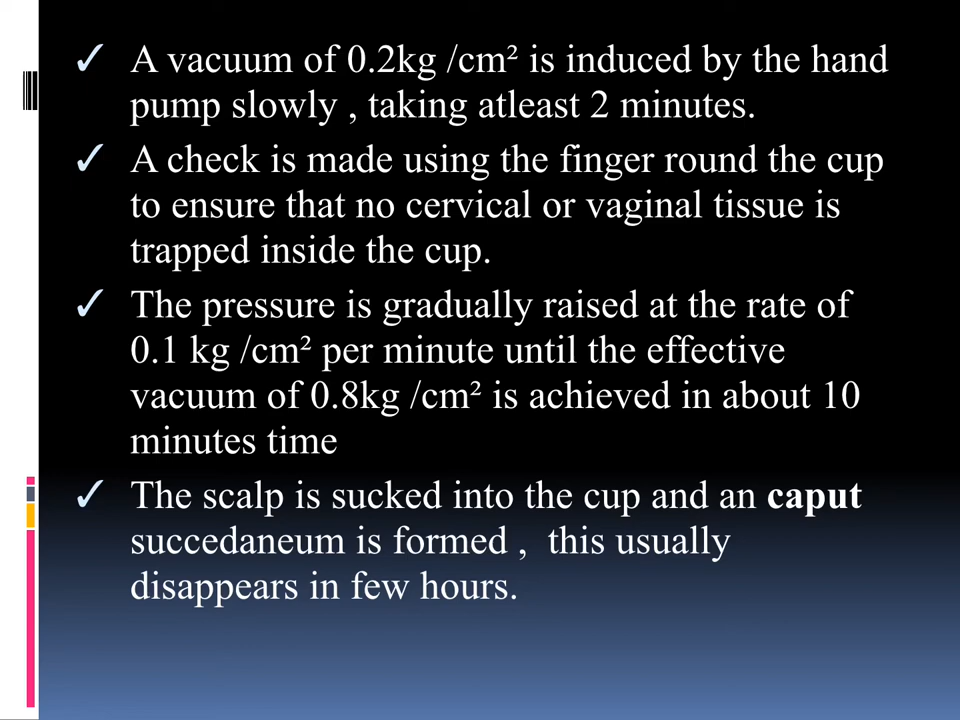 ✓ A vacuum of 0.2kg /cm² is induced by the hand
pump slowly , taking atleast 2 minutes.
✓ A check is made using the finger round the cup
to ensure that no cervical or vaginal tissue is
trapped inside the cup.
✓ The pressure is gradually raised at the rate of
0.1 kg /cm² per minute until the effective
vacuum of 0.8kg /cm² is achieved in about 10
minutes time
✓ The scalp is sucked into the cup and an caput
succedaneum is formed , this usually
disappears in few hours.